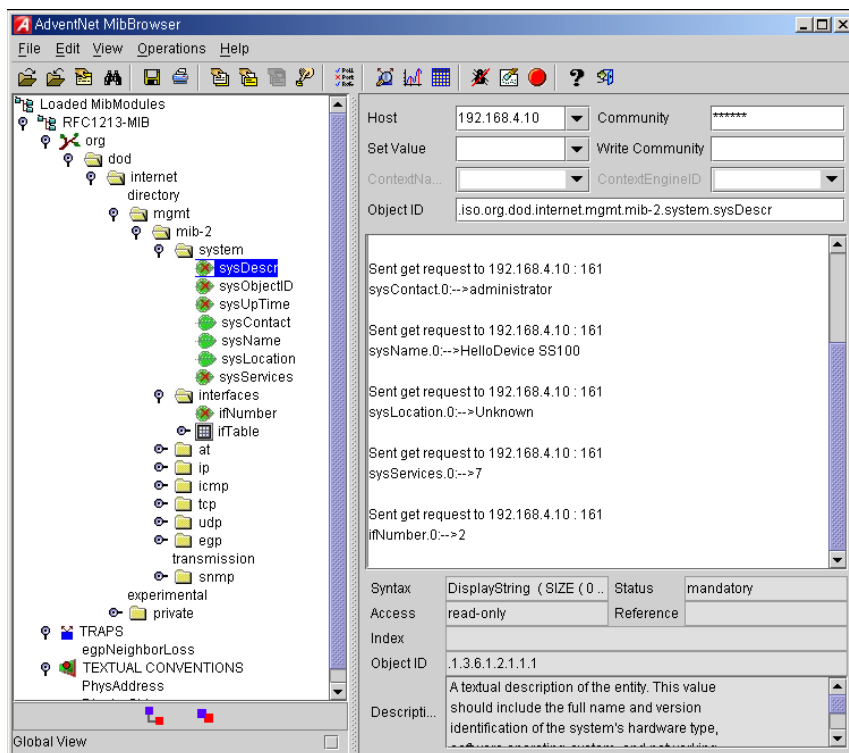 AdventNet MibBrowser
File Edit View Operations Help
Loaded MibModules
RFC1213-MIB
org
dod
internet
directory
mgmt
mib-2
system
sysDescr
sysObjectID
sysUpTime
sysContact
sysName
sysLocation
sysServices
interfaces
ifNumber
ifTable
at
ip
icmp
tcp
udp
egp
transmission
snmp
experimental
private
TRAPS
egpNeighborLoss
TEXTUAL CONVENTIONS
PhysAddress
Global View
Host 192.168.4.10 Community ******
Set Value Write Community
ContextNa... ContextEngineID
Object ID .iso.org.dod.internet.mgmt.mib-2.system.sysDescr
Sent get request to 192.168.4.10 : 161
sysContact.0:-->administrator
Sent get request to 192.168.4.10 : 161
sysName.0:-->HelloDevice SS100
Sent get request to 192.168.4.10 : 161
sysLocation.0:-->Unknown
Sent get request to 192.168.4.10 : 161
sysServices.0:-->7
Sent get request to 192.168.4.10 : 161
ifNumber.0:-->2
Syntax DisplayString ( SIZE ( 0 .. Status mandatory
Access read-only Reference
Index
Object ID .1.3.6.1.2.1.1.1
Descripti... A textual description of the entity. This value
should include the full name and version
identification of the system's hardware type,